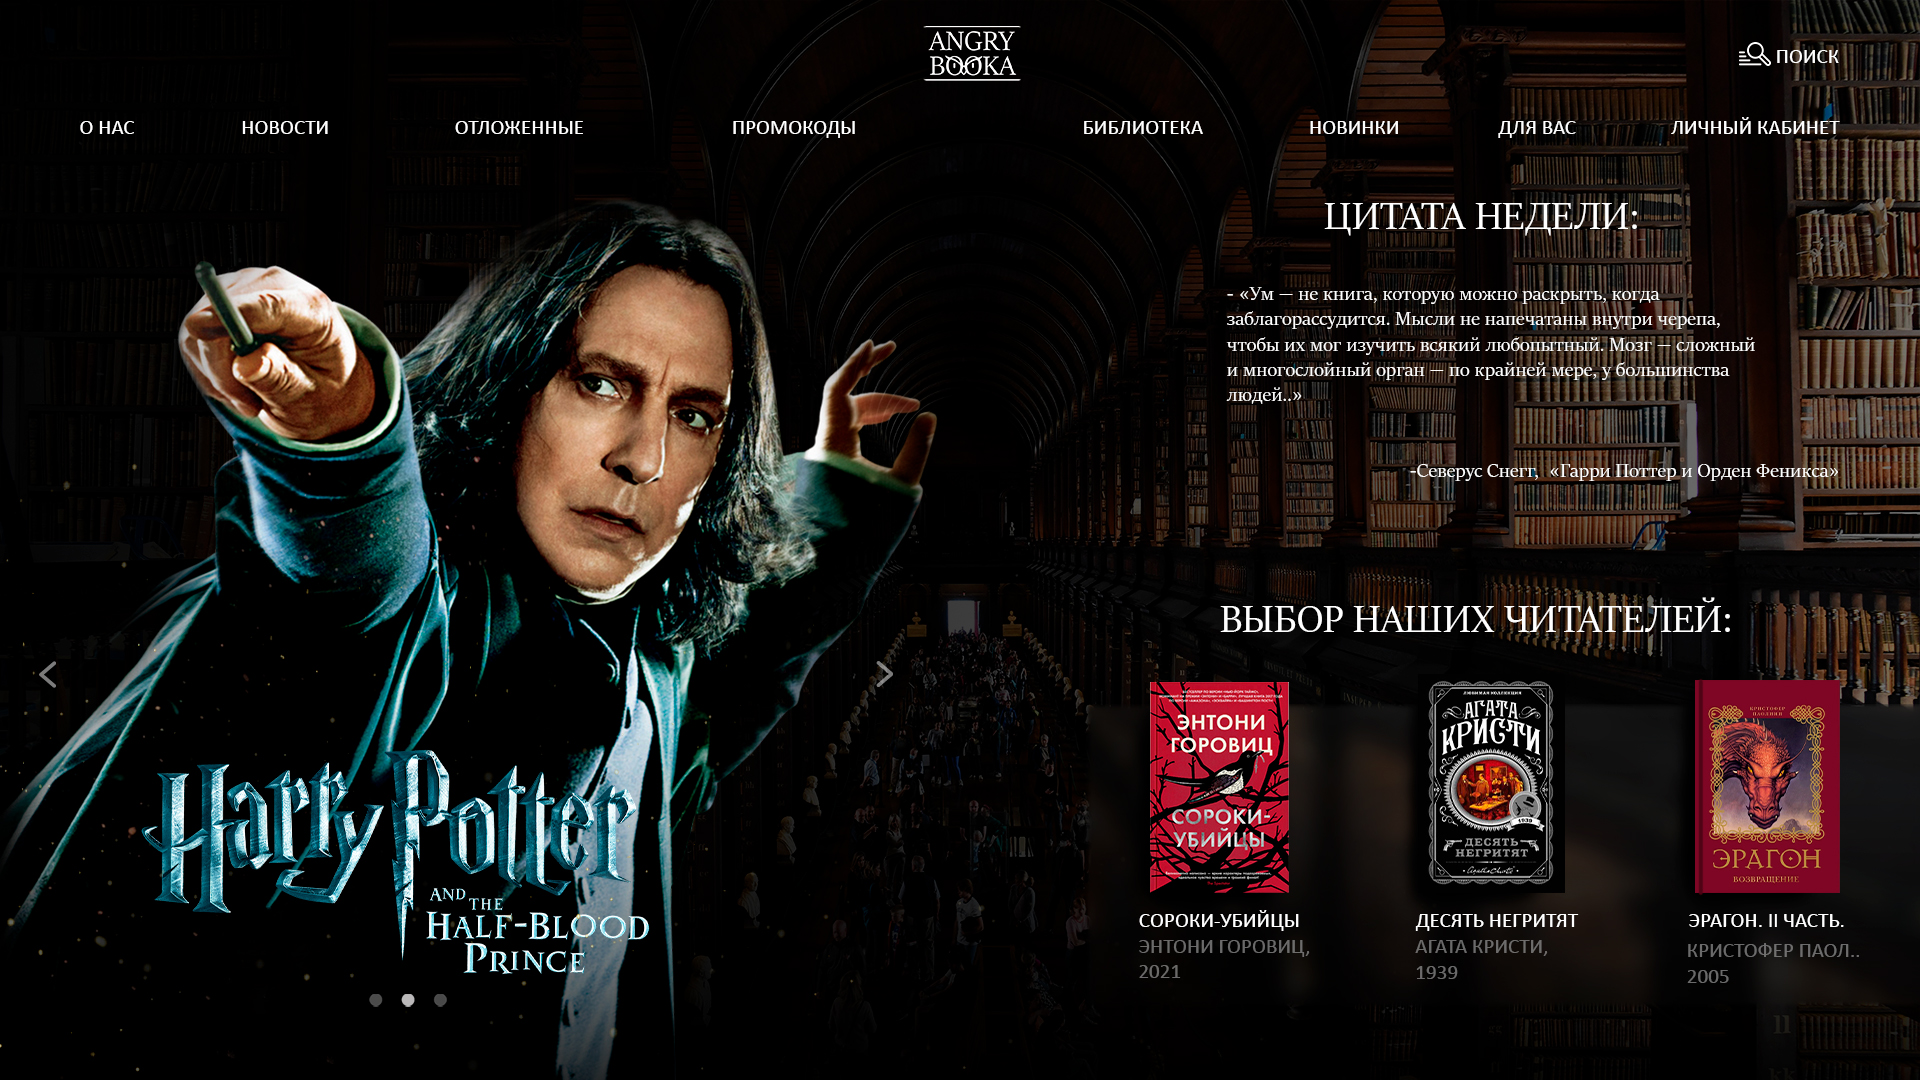 ANGRY
BOOKA
ПОИСК
О НАС
НОВОСТИ
ОТЛОЖЕННЫЕ
ПРОМОКОДЫ
БИБЛИОТЕКА
НОВИНКИ
ДЛЯ ВАС
ЛИЧНЫЙ КАБИНЕТ
ЦИТАТА НЕДЕЛИ:
- «Ум — не книга, которую можно раскрыть, когда
заблагорассудится. Мысли не напечатаны внутри черепа,
чтобы их мог изучить всякий любопытный. Мозг — сложный
и многослойный орган — по крайней мере, у большинства
людей..»
-Северус Снегг, «Гарри Поттер и Орден Феникса»
HARRY POTTER
AND THE
HALF-BLOOD
PRINCE
ВЫБОР НАШИХ ЧИТАТЕЛЕЙ:
ЭНТОНИ
ГОРОВИЦ
СОРОКИ-
УБИЙЦЫ
СОРОКИ-УБИЙЦЫ
ЭНТОНИ ГОРОВИЦ,
2021
ЛЮБИМАЯ КОЛЛЕКЦИЯ
АГАТА
КРИСТИ
1939
ДЕСЯТЬ
НЕГРИТЯТ
Agatha Christie
ДЕСЯТЬ НЕГРИТЯТ
АГАТА КРИСТИ,
1939
КРИСТОФЕР
ПАОЛИНИ
ЭРАГОН
ВОЗВРАЩЕНИЕ
ЭРАГОН. II ЧАСТЬ.
КРИСТОФЕР ПАОЛ..
2005